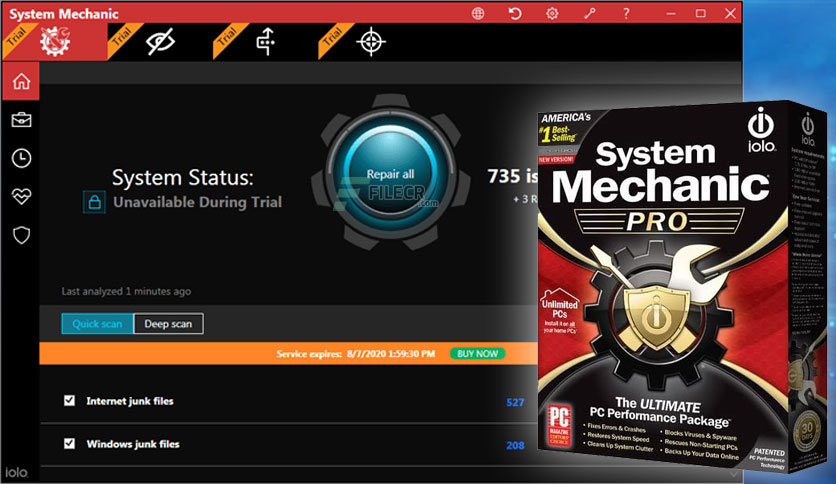 System Mechanic
?
Trial
Trial
Trial
Trial
System Status:
Unavailable During Trial
Repair all
FILECR
.com
735 is
+ 3 R
Last analyzed 1 minutes ago
Quick scan
Deep scan
Service expires: 8/7/2020 1:59:30 PM
BUY NOW
Internet junk files
527
Windows junk files
208
iolo
AMERICA's
#1 Best-
Selling
NEW VERSION!
iolo
System
Mechanic
PRO
Unlimited
PCs
Install it on all
your home PCs
The ULTIMATE
PC Performance Package
• Fixes Errors & Crashes
• Restores System Speed
• Cleans Up System Clutter
• Blocks Viruses & Spyware
• Rescues Non-Starting PCs
• Backs Up Your Data Online
PC
MAGAZINE
EDITORS'
CHOICE
PATENTED
PC Performance
Technology
iolo
System
Mechanic
PRO
30
DAYS